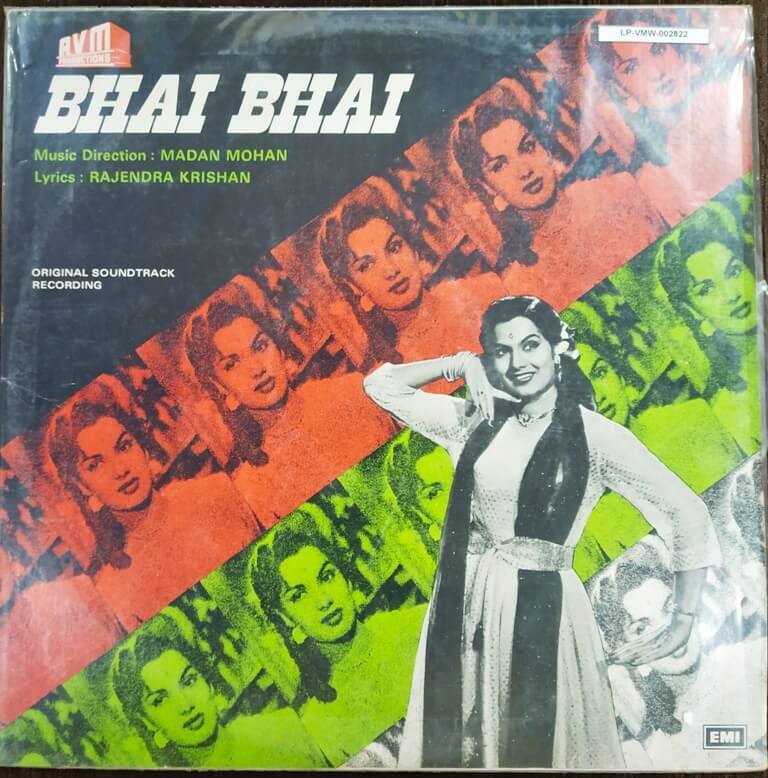 LP-VMW-002822
AVM
PRODUCTIONS
BHAI BHAI
Music Direction : MADAN MOHAN
Lyrics : RAJENDRA KRISHAN
ORIGINAL SOUNDTRACK
RECORDING
EMI